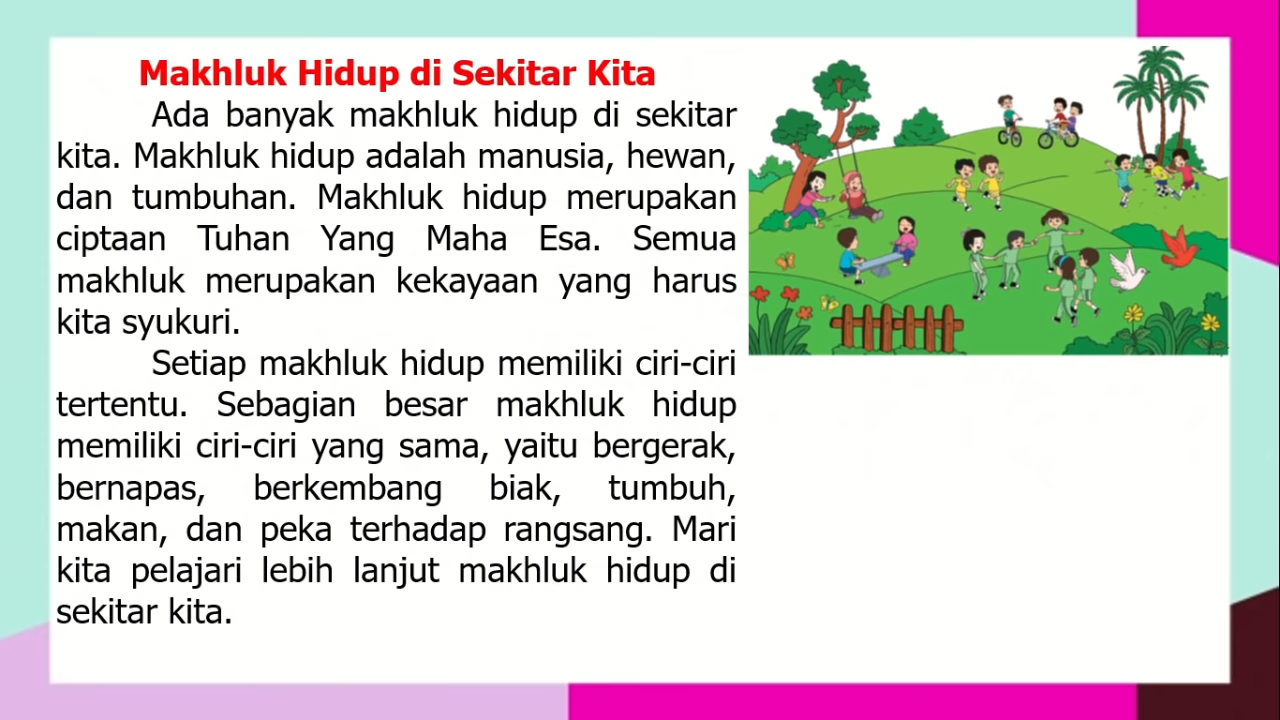 Makhluk Hidup di Sekitar Kita
Ada banyak makhluk hidup di sekitar
kita. Makhluk hidup adalah manusia, hewan,
dan tumbuhan. Makhluk hidup merupakan
ciptaan Tuhan Yang Maha Esa. Semua
makhluk merupakan kekayaan yang harus
kita syukuri.
Setiap makhluk hidup memiliki ciri-ciri
tertentu. Sebagian besar makhluk hidup
memiliki ciri-ciri yang sama, yaitu bergerak,
bernapas, berkembang biak, tumbuh,
makan, dan peka terhadap rangsang. Mari
kita pelajari lebih lanjut makhluk hidup di
sekitar kita.